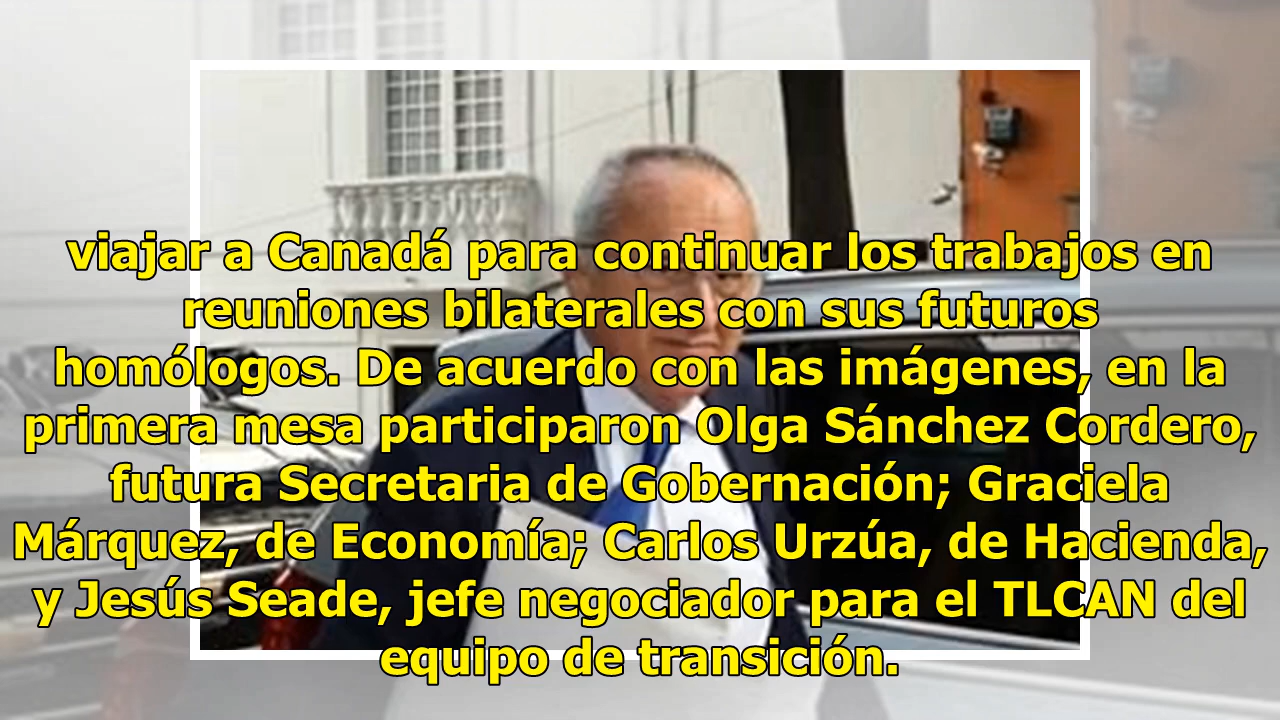 viajar a Canadá para continuar los trabajos en
reuniones bilaterales con sus futuros
homólogos. De acuerdo con las imágenes, en la
primera mesa participaron Olga Sánchez Cordero,
futura Secretaria de Gobernación; Graciela
Márquez, de Economía; Carlos Urzúa, de Hacienda,
y Jesús Seade, jefe negociador para el TLCAN del
equipo de transición.